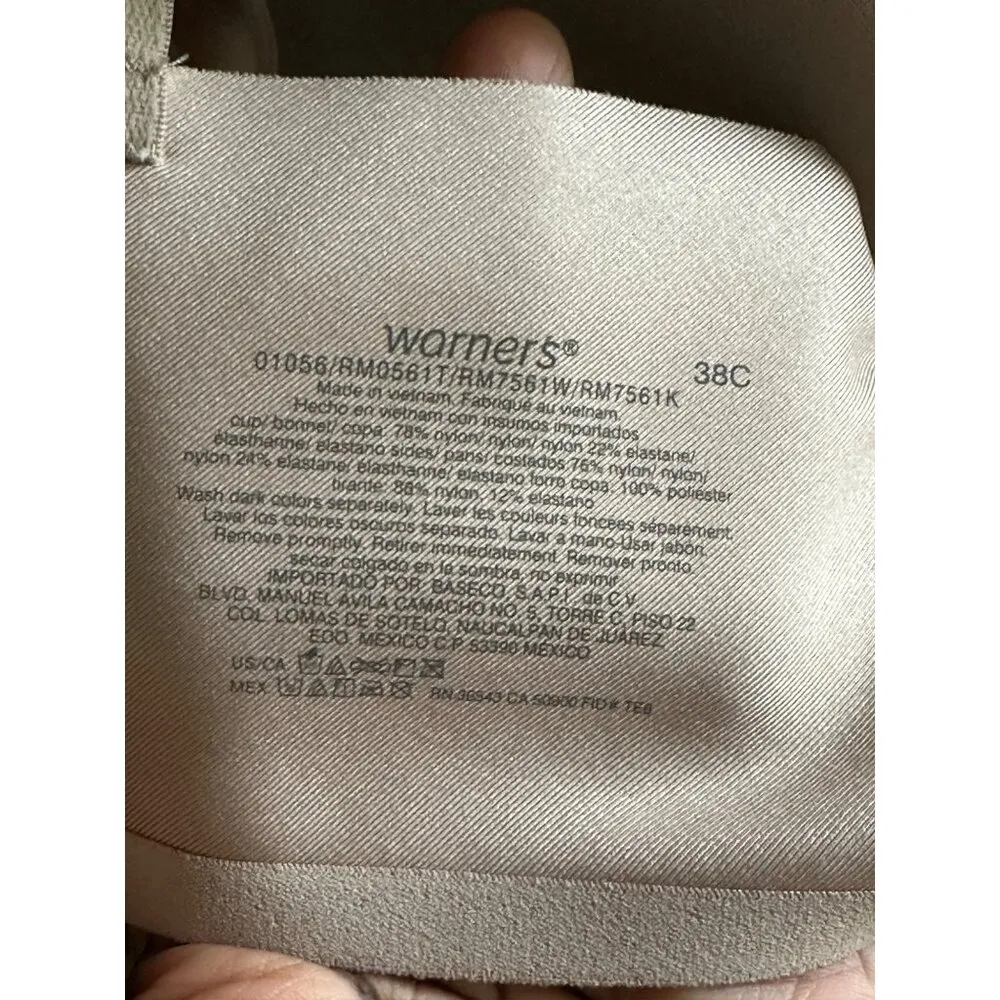 warners®
38C
01056/RM0561T/RM7561W/RM7561K
Made in vietnam. Fabriqué au vietnam.
Hecho en vietnam con insumos importados
cup/ bonnet/ copa: 78% nylon/ nylon/ nylon 22% elastane/
élasthanne/ elastano sides/ pans/ costados 76% nylon/ nylon/
nylon 24% elastane/ élasthanne/ elastano forro copa: 100% poliéster
tirante: 88% nylon, 12% elastano
Wash dark colors separately. Laver les couleurs foncées séparément.
Lavar los colores oscuros separado. Lavar a mano-Usar jabón.
Remove promptly. Retirer immédiatement. Remover pronto.
secar colgado en la sombra, no exprimir.
IMPORTADO POR: BASECO, S.A.P.I. de C.V.
BLVD. MANUEL AVILA CAMACHO NO. 5, TORRE C, PISO 22
COL. LOMAS DE SOTELO, NAUCALPAN DE JUAREZ,
EDO. MEXICO C.P. 53390 MEXICO
US/CA
MEX RN 36543 CA 50900 FID#